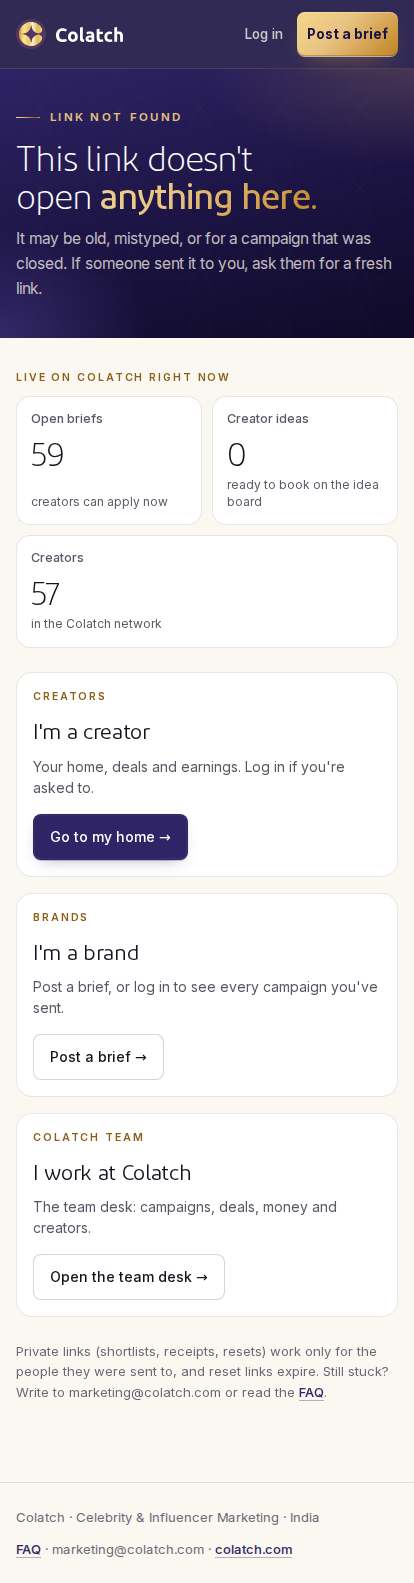 Colatch
Log in
Post a brief
LINK NOT FOUND
This link doesn't
open anything here.
It may be old, mistyped, or for a campaign that was
closed. If someone sent it to you, ask them for a fresh
link.
LIVE ON COLATCH RIGHT NOW
Open briefs
59
creators can apply now
Creator ideas
0
ready to book on the idea
board
Creators
57
in the Colatch network
CREATORS
I'm a creator
Your home, deals and earnings. Log in if you're
asked to.
Go to my home →
BRANDS
I'm a brand
Post a brief, or log in to see every campaign you've
sent.
Post a brief →
COLATCH TEAM
I work at Colatch
The team desk: campaigns, deals, money and
creators.
Open the team desk →
Private links (shortlists, receipts, resets) work only for the
people they were sent to, and reset links expire. Still stuck?
Write to marketing@colatch.com or read the FAQ.
Colatch · Celebrity & Influencer Marketing · India
FAQ · marketing@colatch.com · colatch.com